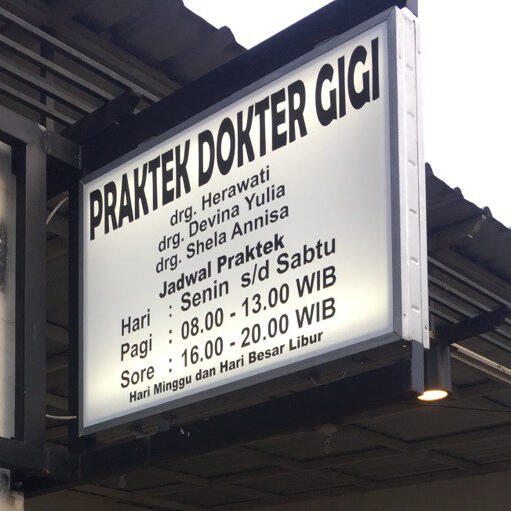 PRAKTEK DOKTER GIGI
drg. Herawati
drg. Devina Yulia
drg. Shela Annisa
Jadwal Praktek
Hari : Senin s/d Sabtu
Pagi : 08.00 - 13.00 WIB
Sore : 16.00 - 20.00 WIB
Hari Minggu dan Hari Besar Libur